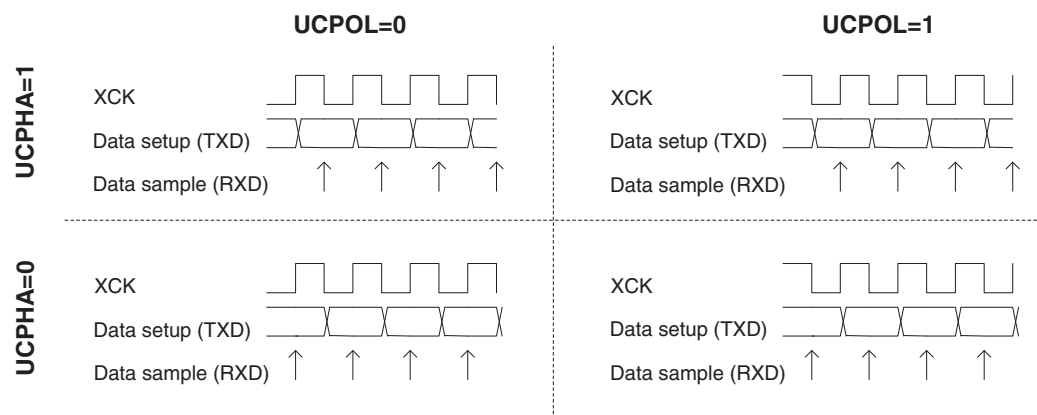 UCPOL=0 UCPOL=1
UCPHA=1
XCK XCK
Data setup (TXD) Data setup (TXD)
Data sample (RXD) Data sample (RXD)
UCPHA=0
XCK XCK
Data setup (TXD) Data setup (TXD)
Data sample (RXD) Data sample (RXD)